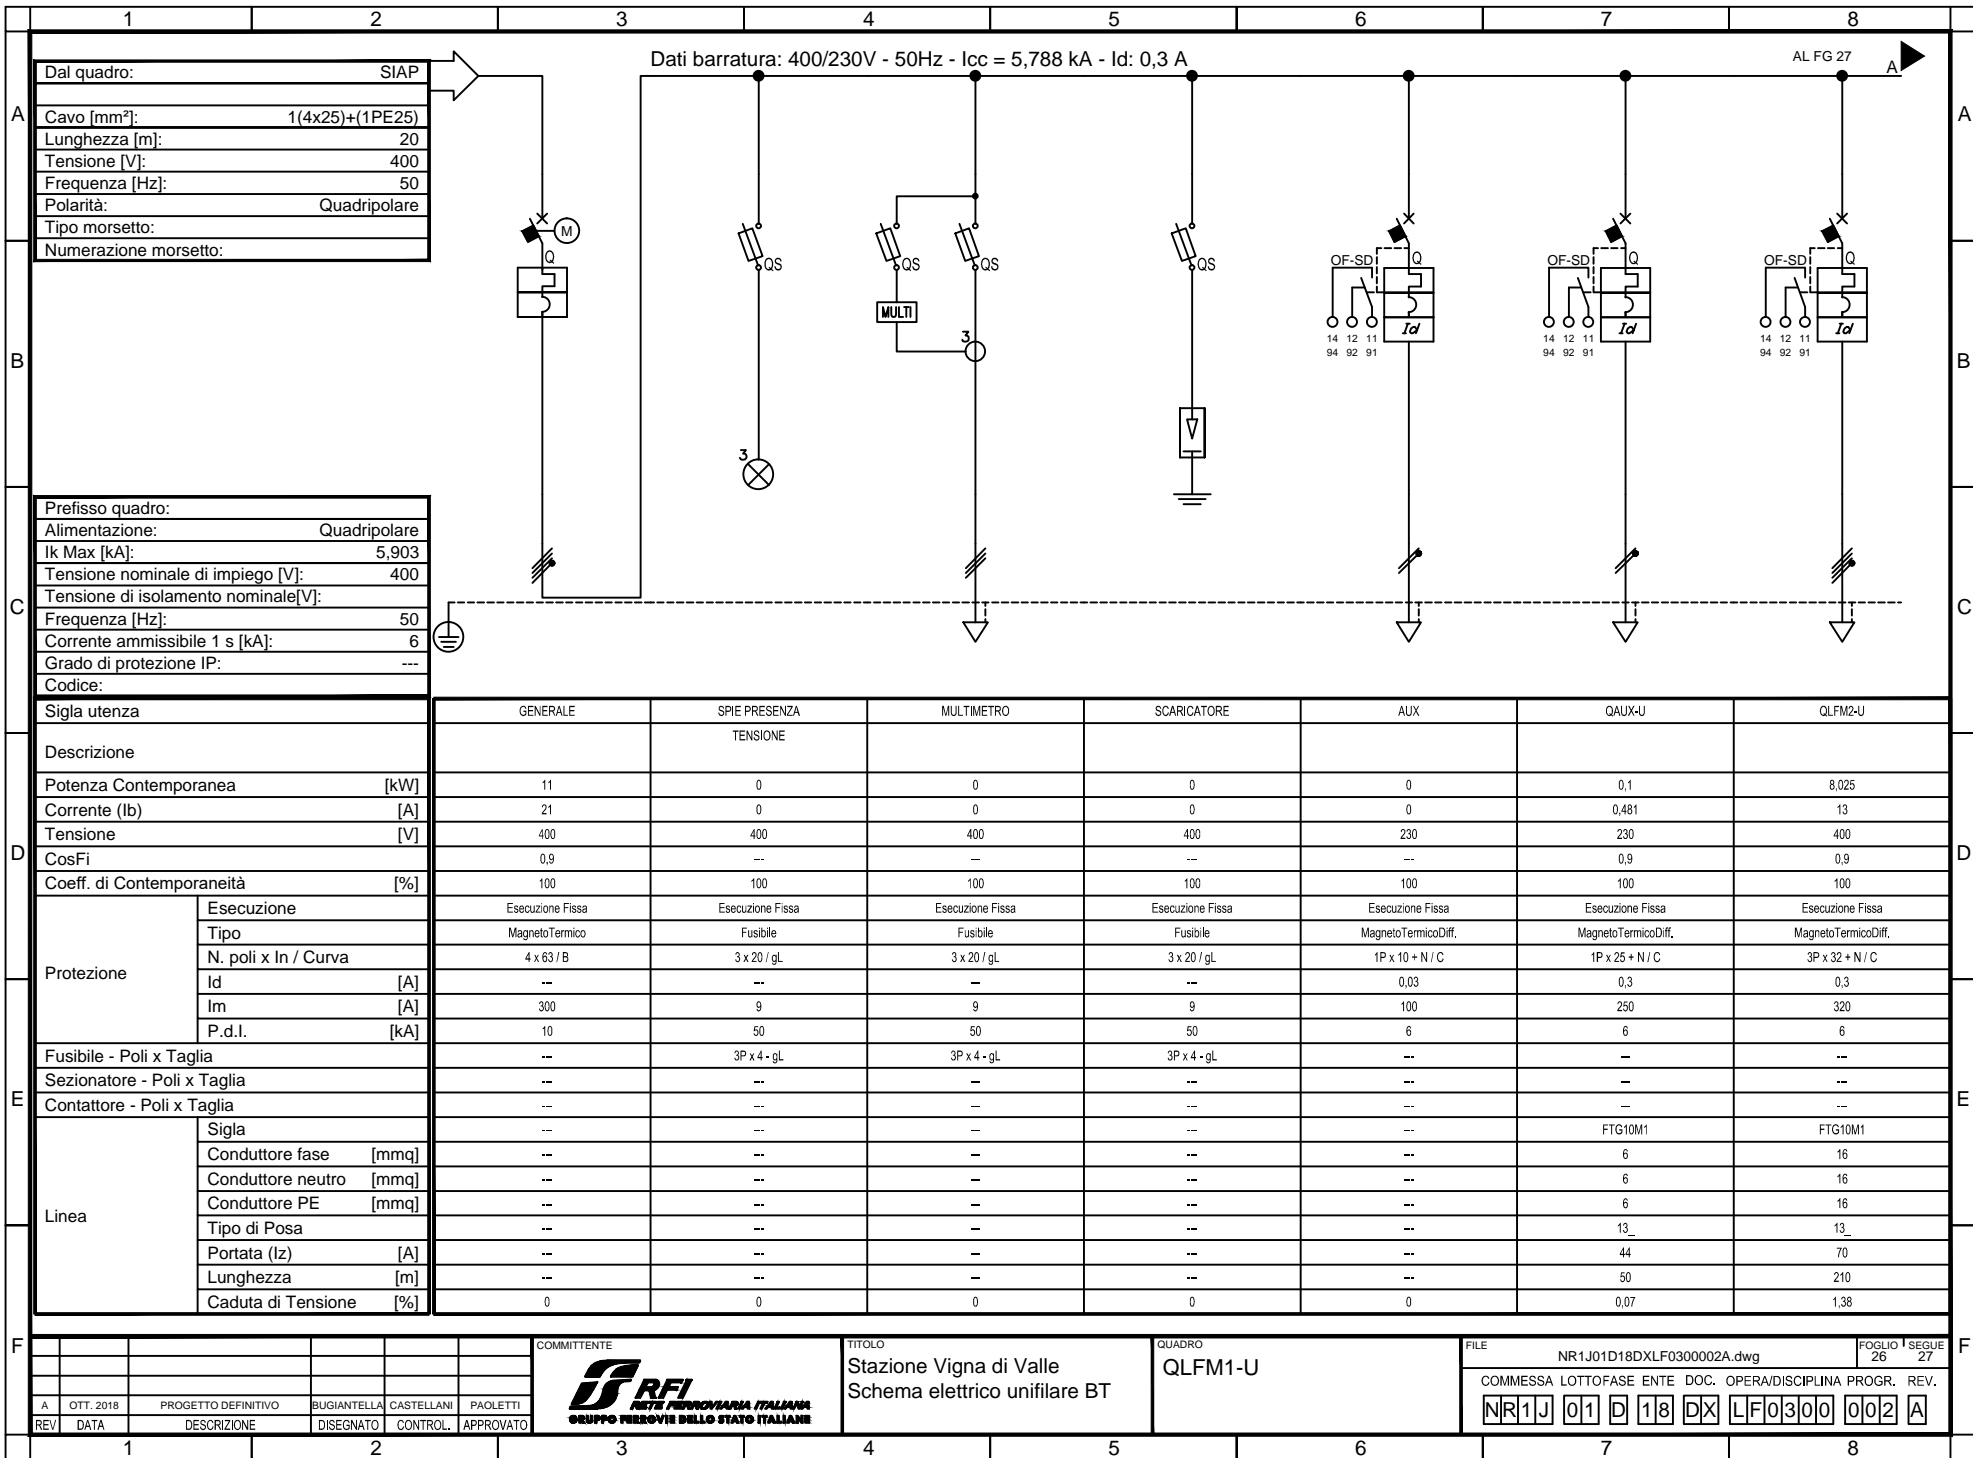 1 2 3 4 5 6 7 8
Dati barratura: 400/230V - 50Hz - Icc = 5,788 kA - Id: 0,3 A
AL FG 27 A
Dal quadro: SIAP
Cavo [mm²]: 1(4x25)+(1PE25)
Lunghezza [m]: 20
Tensione [V]: 400
Frequenza [Hz]: 50
Polarità: Quadripolare
Tipo morsetto:
Numerazione morsetto:
A A
M
Q QS QS QS QS
OF-SD Q OF-SD Q OF-SD Q
MULTI
Id Id Id
14 12 11 14 12 11 14 12 11
94 92 91 94 92 91 94 92 91
3
3
B B
Prefisso quadro:
Alimentazione: Quadripolare
Ik Max [kA]: 5,903
Tensione nominale di impiego [V]: 400
Tensione di isolamento nominale[V]:
Frequenza [Hz]: 50
Corrente ammissibile 1 s [kA]: 6
Grado di protezione IP: ---
Codice:
C C
Sigla utenza GENERALE SPIE PRESENZA MULTIMETRO SCARICATORE AUX QAUX-U QLFM2-U
Descrizione TENSIONE
Potenza Contemporanea [kW] 11 0 0 0 0 0,1 8,025
Corrente (Ib) [A] 21 0 0 0 0 0,481 13
Tensione [V] 400 400 400 400 230 230 400
CosFi 0,9 --- --- --- --- 0,9 0,9
Coeff. di Contemporaneità [%] 100 100 100 100 100 100 100
D D
Protezione
Esecuzione Esecuzione Fissa Esecuzione Fissa Esecuzione Fissa Esecuzione Fissa Esecuzione Fissa Esecuzione Fissa Esecuzione Fissa
Tipo MagnetoTermico Fusibile Fusibile Fusibile MagnetoTermicoDiff. MagnetoTermicoDiff. MagnetoTermicoDiff.
N. poli x In / Curva 4 x 63 / B 3 x 20 / gL 3 x 20 / gL 3 x 20 / gL 1P x 10 + N / C 1P x 25 + N / C 3P x 32 + N / C
Id [A] --- --- --- --- 0,03 0,3 0,3
Im [A] 300 9 9 9 100 250 320
P.d.I. [kA] 10 50 50 50 6 6 6
Fusibile - Poli x Taglia --- 3P x 4 - gL 3P x 4 - gL 3P x 4 - gL --- --- ---
Sezionatore - Poli x Taglia --- --- --- --- --- --- ---
Contattore - Poli x Taglia --- --- --- --- --- --- ---
E E
Linea
Sigla --- --- --- --- --- FTG10M1 FTG10M1
Conduttore fase [mmq] --- --- --- --- --- 6 16
Conduttore neutro [mmq] --- --- --- --- --- 6 16
Conduttore PE [mmq] --- --- --- --- --- 6 16
Tipo di Posa --- --- --- --- --- 13_ 13_
Portata (Iz) [A] --- --- --- --- --- 44 70
Lunghezza [m] --- --- --- --- --- 50 210
Caduta di Tensione [%] 0 0 0 0 0 0,07 1,38
F F
A OTT. 2018 PROGETTO DEFINITIVO BUGIANTELLA CASTELLANI PAOLETTI
REV DATA DESCRIZIONE DISEGNATO CONTROL. APPROVATO
COMMITTENTE
RFI
RETE FERROVIARIA ITALIANA
GRUPPO FERROVIE DELLO STATO ITALIANE
TITOLO
Stazione Vigna di Valle
Schema elettrico unifilare BT
QUADRO
QLFM1-U
FILE
NR1J01D18DXLF0300002A.dwg
FOGLIO 26 SEGUE 27
COMMESSA LOTTO FASE ENTE DOC. OPERA/DISCIPLINA PROGR. REV.
NR1J 01 D 18 DX LF0300 002 A
1 2 3 4 5 6 7 8